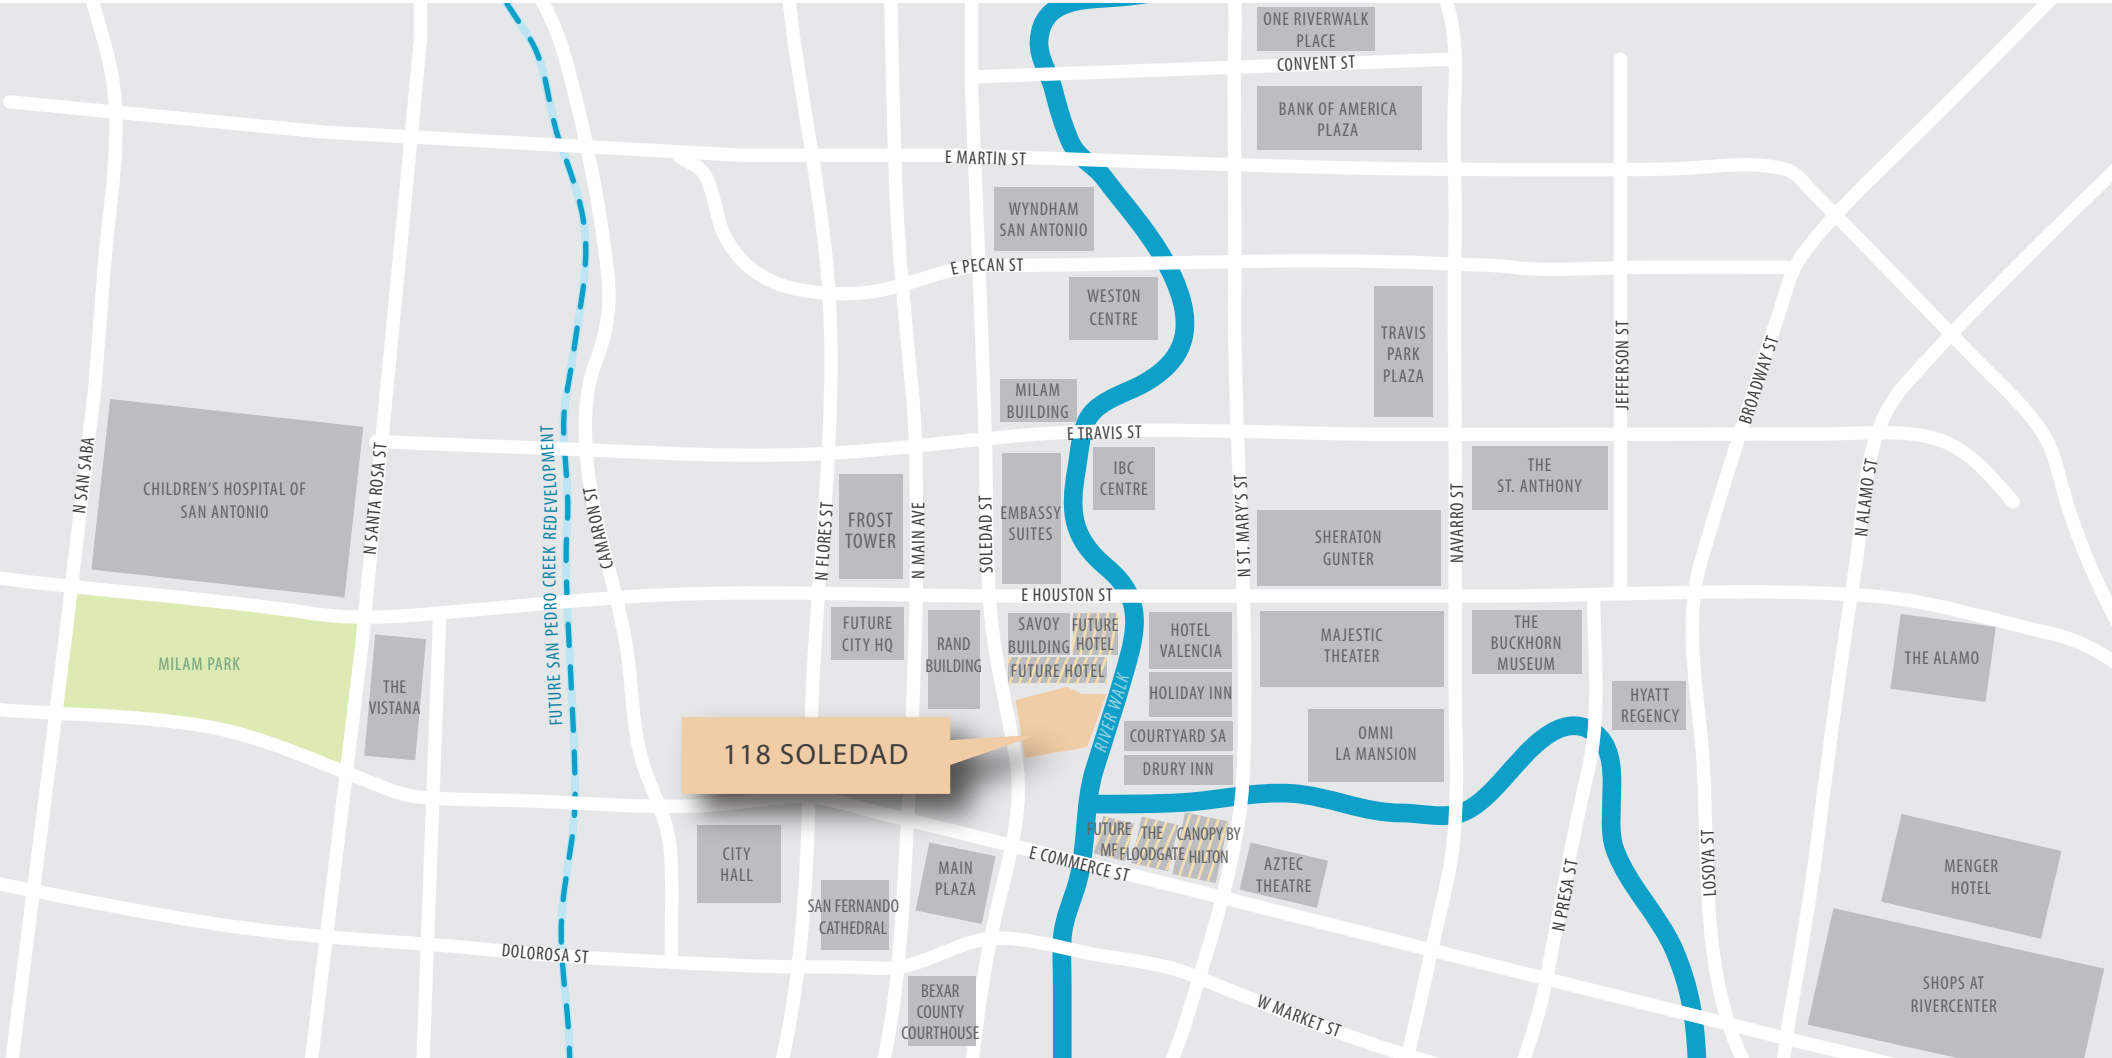 ONE RIVERWALK
PLACE
CONVENT ST
BANK OF AMERICA
PLAZA
E MARTIN ST
WYNDHAM
SAN ANTONIO
E PECAN ST
WESTON
CENTRE
TRAVIS
PARK
PLAZA
JEFFERSON ST
BROADWAY ST
MILAM
BUILDING
E TRAVIS ST
N SAN SABA
CHILDREN'S HOSPITAL OF
SAN ANTONIO
N SANTA ROSA ST
FUTURE SAN PEDRO CREEK REDEVELOPMENT
CAMARON ST
N FLORES ST
FROST
TOWER
N MAIN AVE
SOLEDAD ST
EMBASSY
SUITES
IBC
CENTRE
N ST. MARY'S ST
SHERATON
GUNTER
NAVARRO ST
THE
ST. ANTHONY
N ALAMO ST
E HOUSTON ST
MILAM PARK
THE
VISTANA
FUTURE
CITY HQ
RAND
BUILDING
SAVOY
BUILDING
FUTURE
HOTEL
FUTURE HOTEL
RIVER WALK
HOTEL
VALENCIA
HOLIDAY INN
COURTYARD SA
DRURY INN
MAJESTIC
THEATER
OMNI
LA MANSION
THE
BUCKHORN
MUSEUM
HYATT
REGENCY
THE ALAMO
118 SOLEDAD
CITY
HALL
SAN FERNANDO
CATHEDRAL
MAIN
PLAZA
E COMMERCE ST
FUTURE
MF
THE
FLOODGATE
CANOPY BY
HILTON
AZTEC
THEATRE
N PRESA ST
LOSOYA ST
MENGER
HOTEL
DOLOROSA ST
BEXAR
COUNTY
COURTHOUSE
W MARKET ST
SHOPS AT
RIVERCENTER